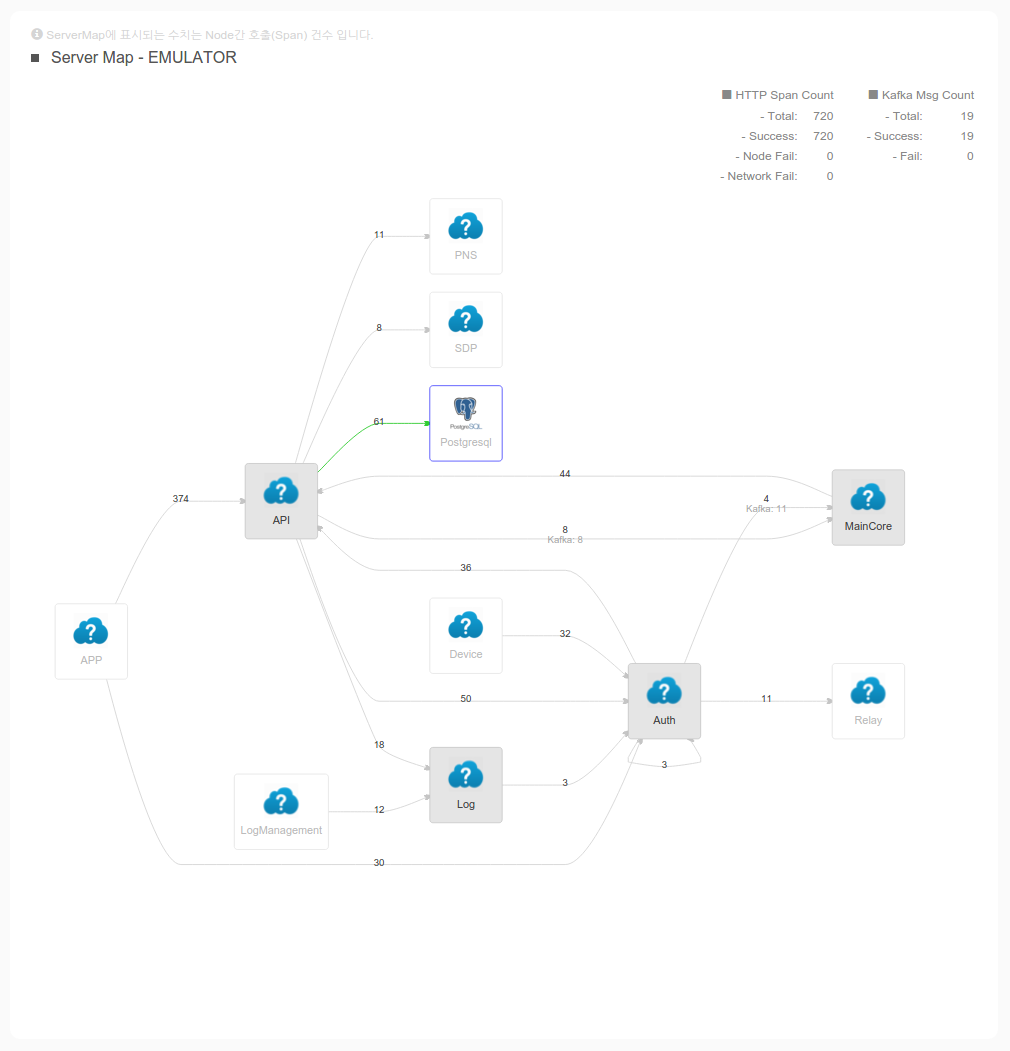 ServerMap에 표시되는 수치는 Node간 호출(Span) 건수 입니다.
Server Map - EMULATOR
HTTP Span Count
- Total: 720
- Success: 720
- Node Fail: 0
- Network Fail: 0
Kafka Msg Count
- Total: 19
- Success: 19
- Fail: 0
11
PNS
8
SDP
61
PostgreSQL
Postgresql
374
API
44
4
Kafka: 11
MainCore
8
Kafka: 8
36
APP
Device
32
50
Auth
11
Relay
18
3
Log
3
LogManagement
12
30